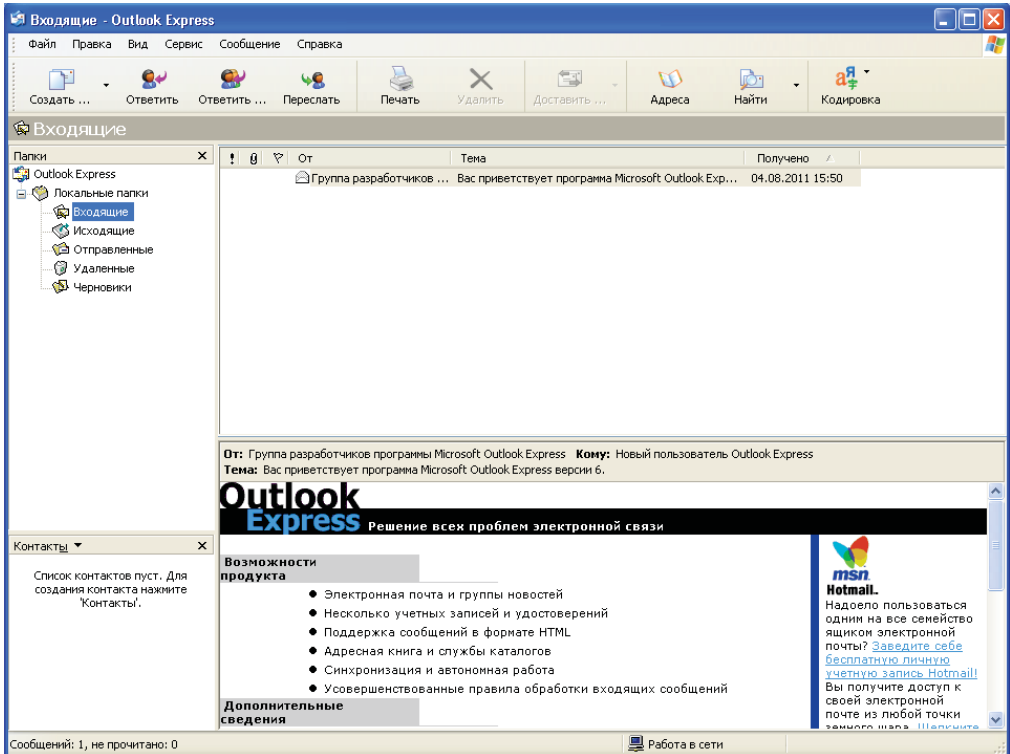 Входящие - Outlook Express
Файл Правка Вид Сервис Сообщение Справка
Создать ... Ответить Ответить ... Переслать Печать Удалить Доставить ... Адреса Найти Кодировка
Входящие
Папки
Outlook Express
Локальные папки
Входящие
Исходящие
Отправленные
Удаленные
Черновики
От Тема Получено
Группа разработчиков ... Вас приветствует программа Microsoft Outlook Exp... 04.08.2011 15:50
От: Группа разработчиков программы Microsoft Outlook Express Кому: Новый пользователь Outlook Express
Тема: Вас приветствует программа Microsoft Outlook Express версии 6.
Outlook
Express Решение всех проблем электронной связи
Возможности
продукта
Электронная почта и группы новостей
Несколько учетных записей и удостоверений
Поддержка сообщений в формате HTML
Адресная книга и службы каталогов
Синхронизация и автономная работа
Усовершенствованные правила обработки входящих сообщений
Дополнительные
сведения
msn
Hotmail
Надоело пользоваться
одним на все семейство
ящиком электронной
почты? Заведите себе
бесплатную личную
учетную запись Hotmail!
Вы получите доступ к
своей электронной
почте из любой точки
земного шара. Щелкните
Контакты
Список контактов пуст. Для
создания контакта нажмите
'Контакты'.
Сообщений: 1, не прочитано: 0 Работа в сети